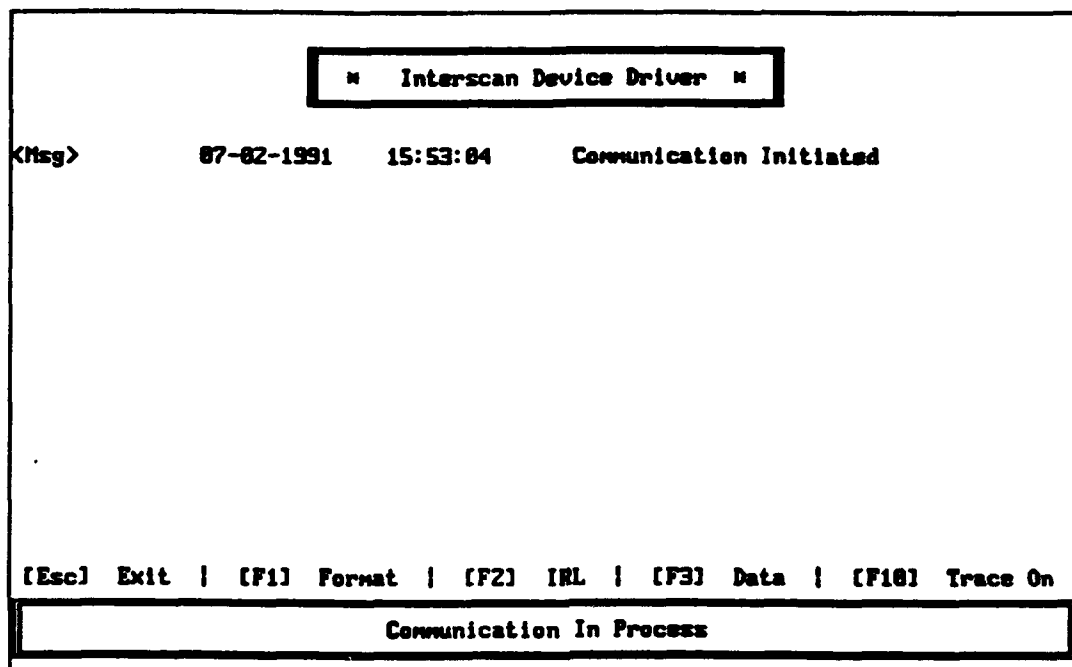 * Interscan Device Driver *
<Msg> 07-02-1991 15:53:04 Communication Initiated
[Esc] Exit | [F1] Format | [F2] IRL | [F3] Data | [F10] Trace On
Communication In Process